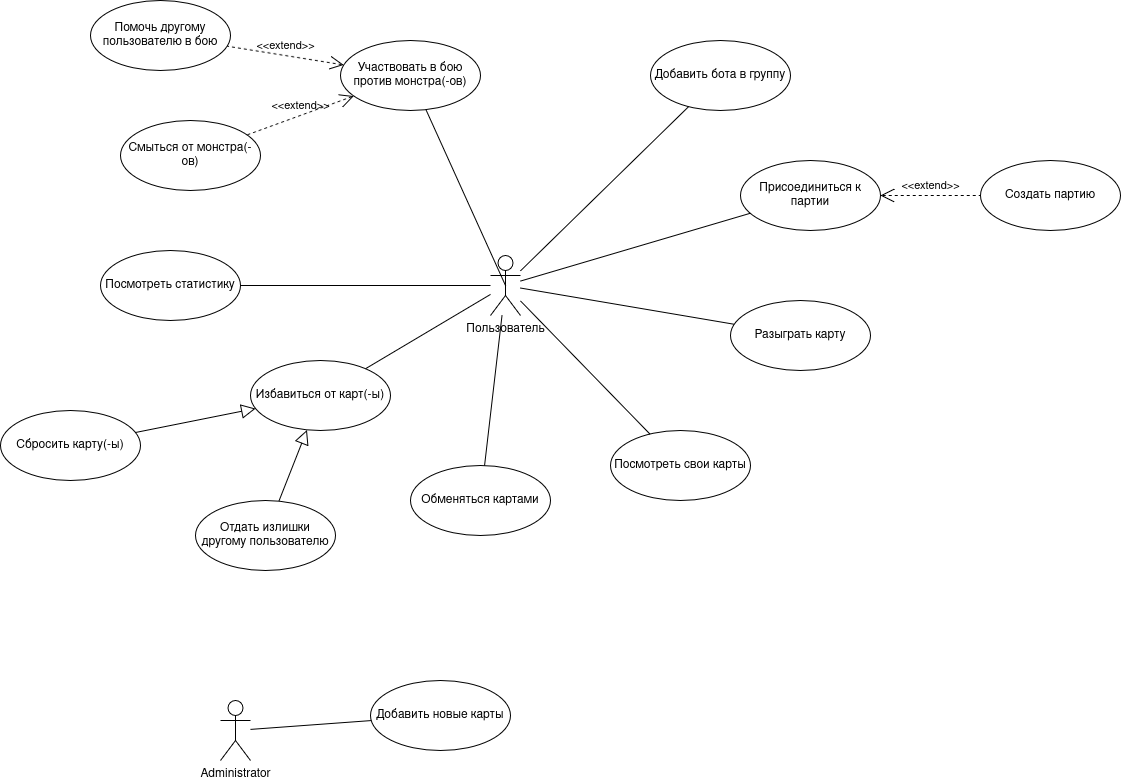 Помочь другому
пользователю в бою
<<extend>>
Участвовать в бою
против монстра(-ов)
Добавить бота в группу
<<extend>>
Смыться от монстра(-
ов)
Присоединиться к
партии
<<extend>>
Создать партию
Посмотреть статистику
Пользователь
Разыграть карту
Избавиться от карт(-ы)
Сбросить карту(-ы)
Посмотреть свои карты
Обменяться картами
Отдать излишки
другому пользователю
Добавить новые карты
Administrator